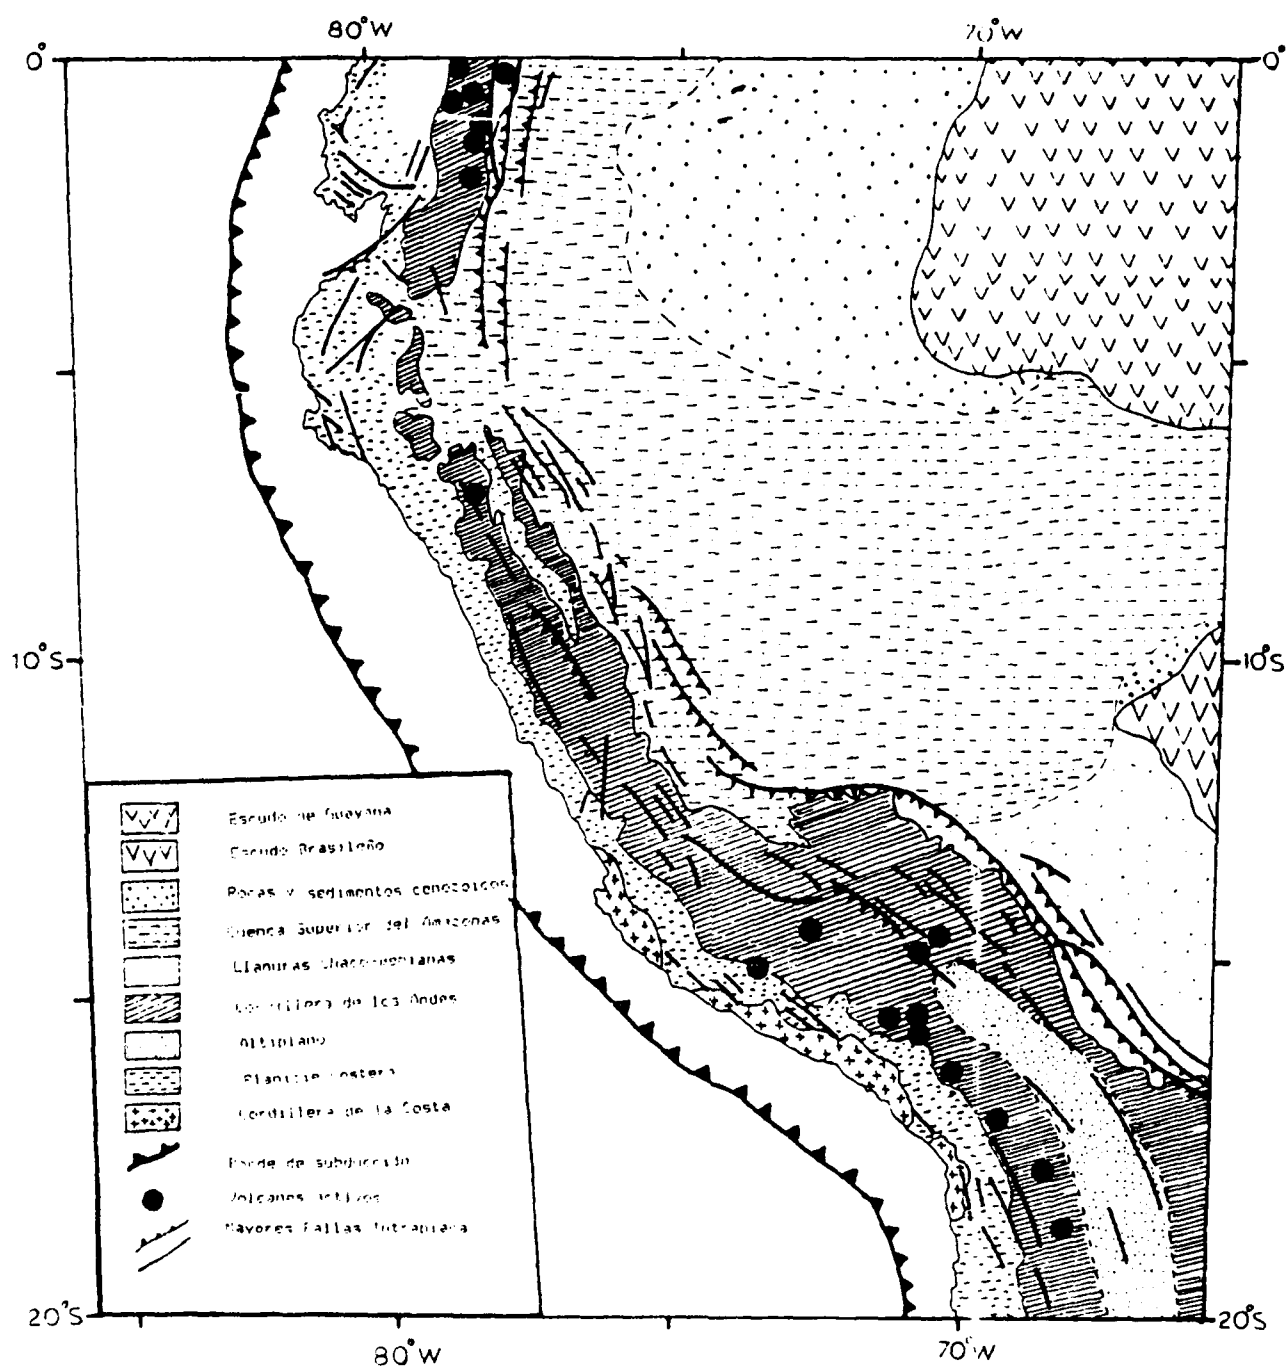 80°W
70°W
0°
0°
10°S
10°S
Escudo de Guayana
Escudo Brasileño
Rocas y sedimentos cenozoicos
Cuenca Superior del Amazonas
Llanuras
Cordillera de los Andes
Altiplano
Planicie Costera
Cordillera de la Costa
Borde de subducción
Volcanes activos
Mayores Fallas Intraplaca
20°S
20°S
80°W
70°W